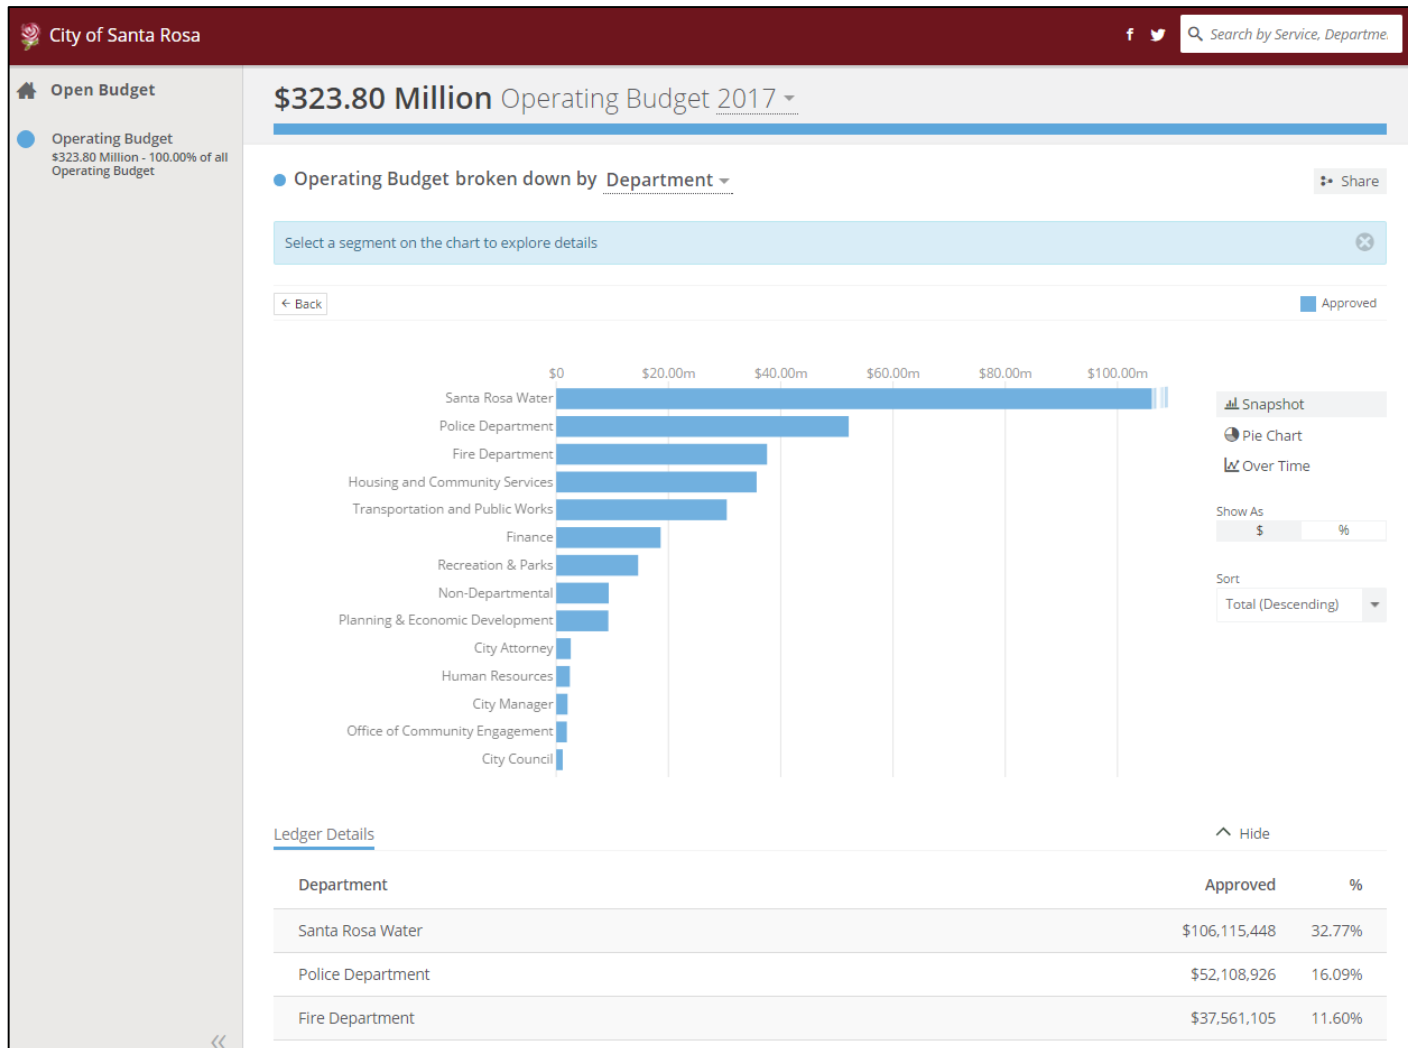 City of Santa Rosa
Search by Service, Departme
Open Budget
Operating Budget
$323.80 Million - 100.00% of all
Operating Budget
$323.80 Million Operating Budget 2017
Operating Budget broken down by Department
Share
Select a segment on the chart to explore details
Back
Approved
$0 $20.00m $40.00m $60.00m $80.00m $100.00m
Santa Rosa Water
Police Department
Fire Department
Housing and Community Services
Transportation and Public Works
Finance
Recreation & Parks
Non-Departmental
Planning & Economic Development
City Attorney
Human Resources
City Manager
Office of Community Engagement
City Council
Snapshot
Pie Chart
Over Time
Show As
$ %
Sort
Total (Descending)
Ledger Details
Hide
Department Approved %
Santa Rosa Water $106,115,448 32.77%
Police Department $52,108,926 16.09%
Fire Department $37,561,105 11.60%